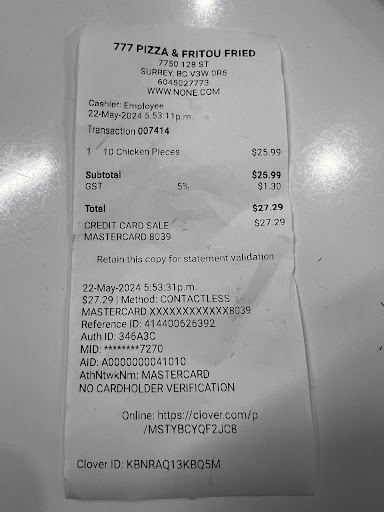 777 PIZZA & FRITOU FRIED
7750 128 ST
SURREY, BC V3W 0R6
6045027773
WWW.NONE.COM
Cashier: Employee
22-May-2024 5:53:11p.m.
Transaction 007414
1 10 Chicken Pieces $25.99
Subtotal $25.99
GST 5% $1.30
Total $27.29
CREDIT CARD SALE $27.29
MASTERCARD 8039
Retain this copy for statement validation
22-May-2024 5:53:31p.m.
$27.29 | Method: CONTACTLESS
MASTERCARD XXXXXXXXXXXX8039
Reference ID: 414400626392
Auth ID: 346A3C
MID: ********7270
AID: A0000000041010
AthNtwkNm: MASTERCARD
NO CARDHOLDER VERIFICATION
Online: https://clover.com/p
/MSTYBCYQF2JC8
Clover ID: KBNRAQ13KBQ5M